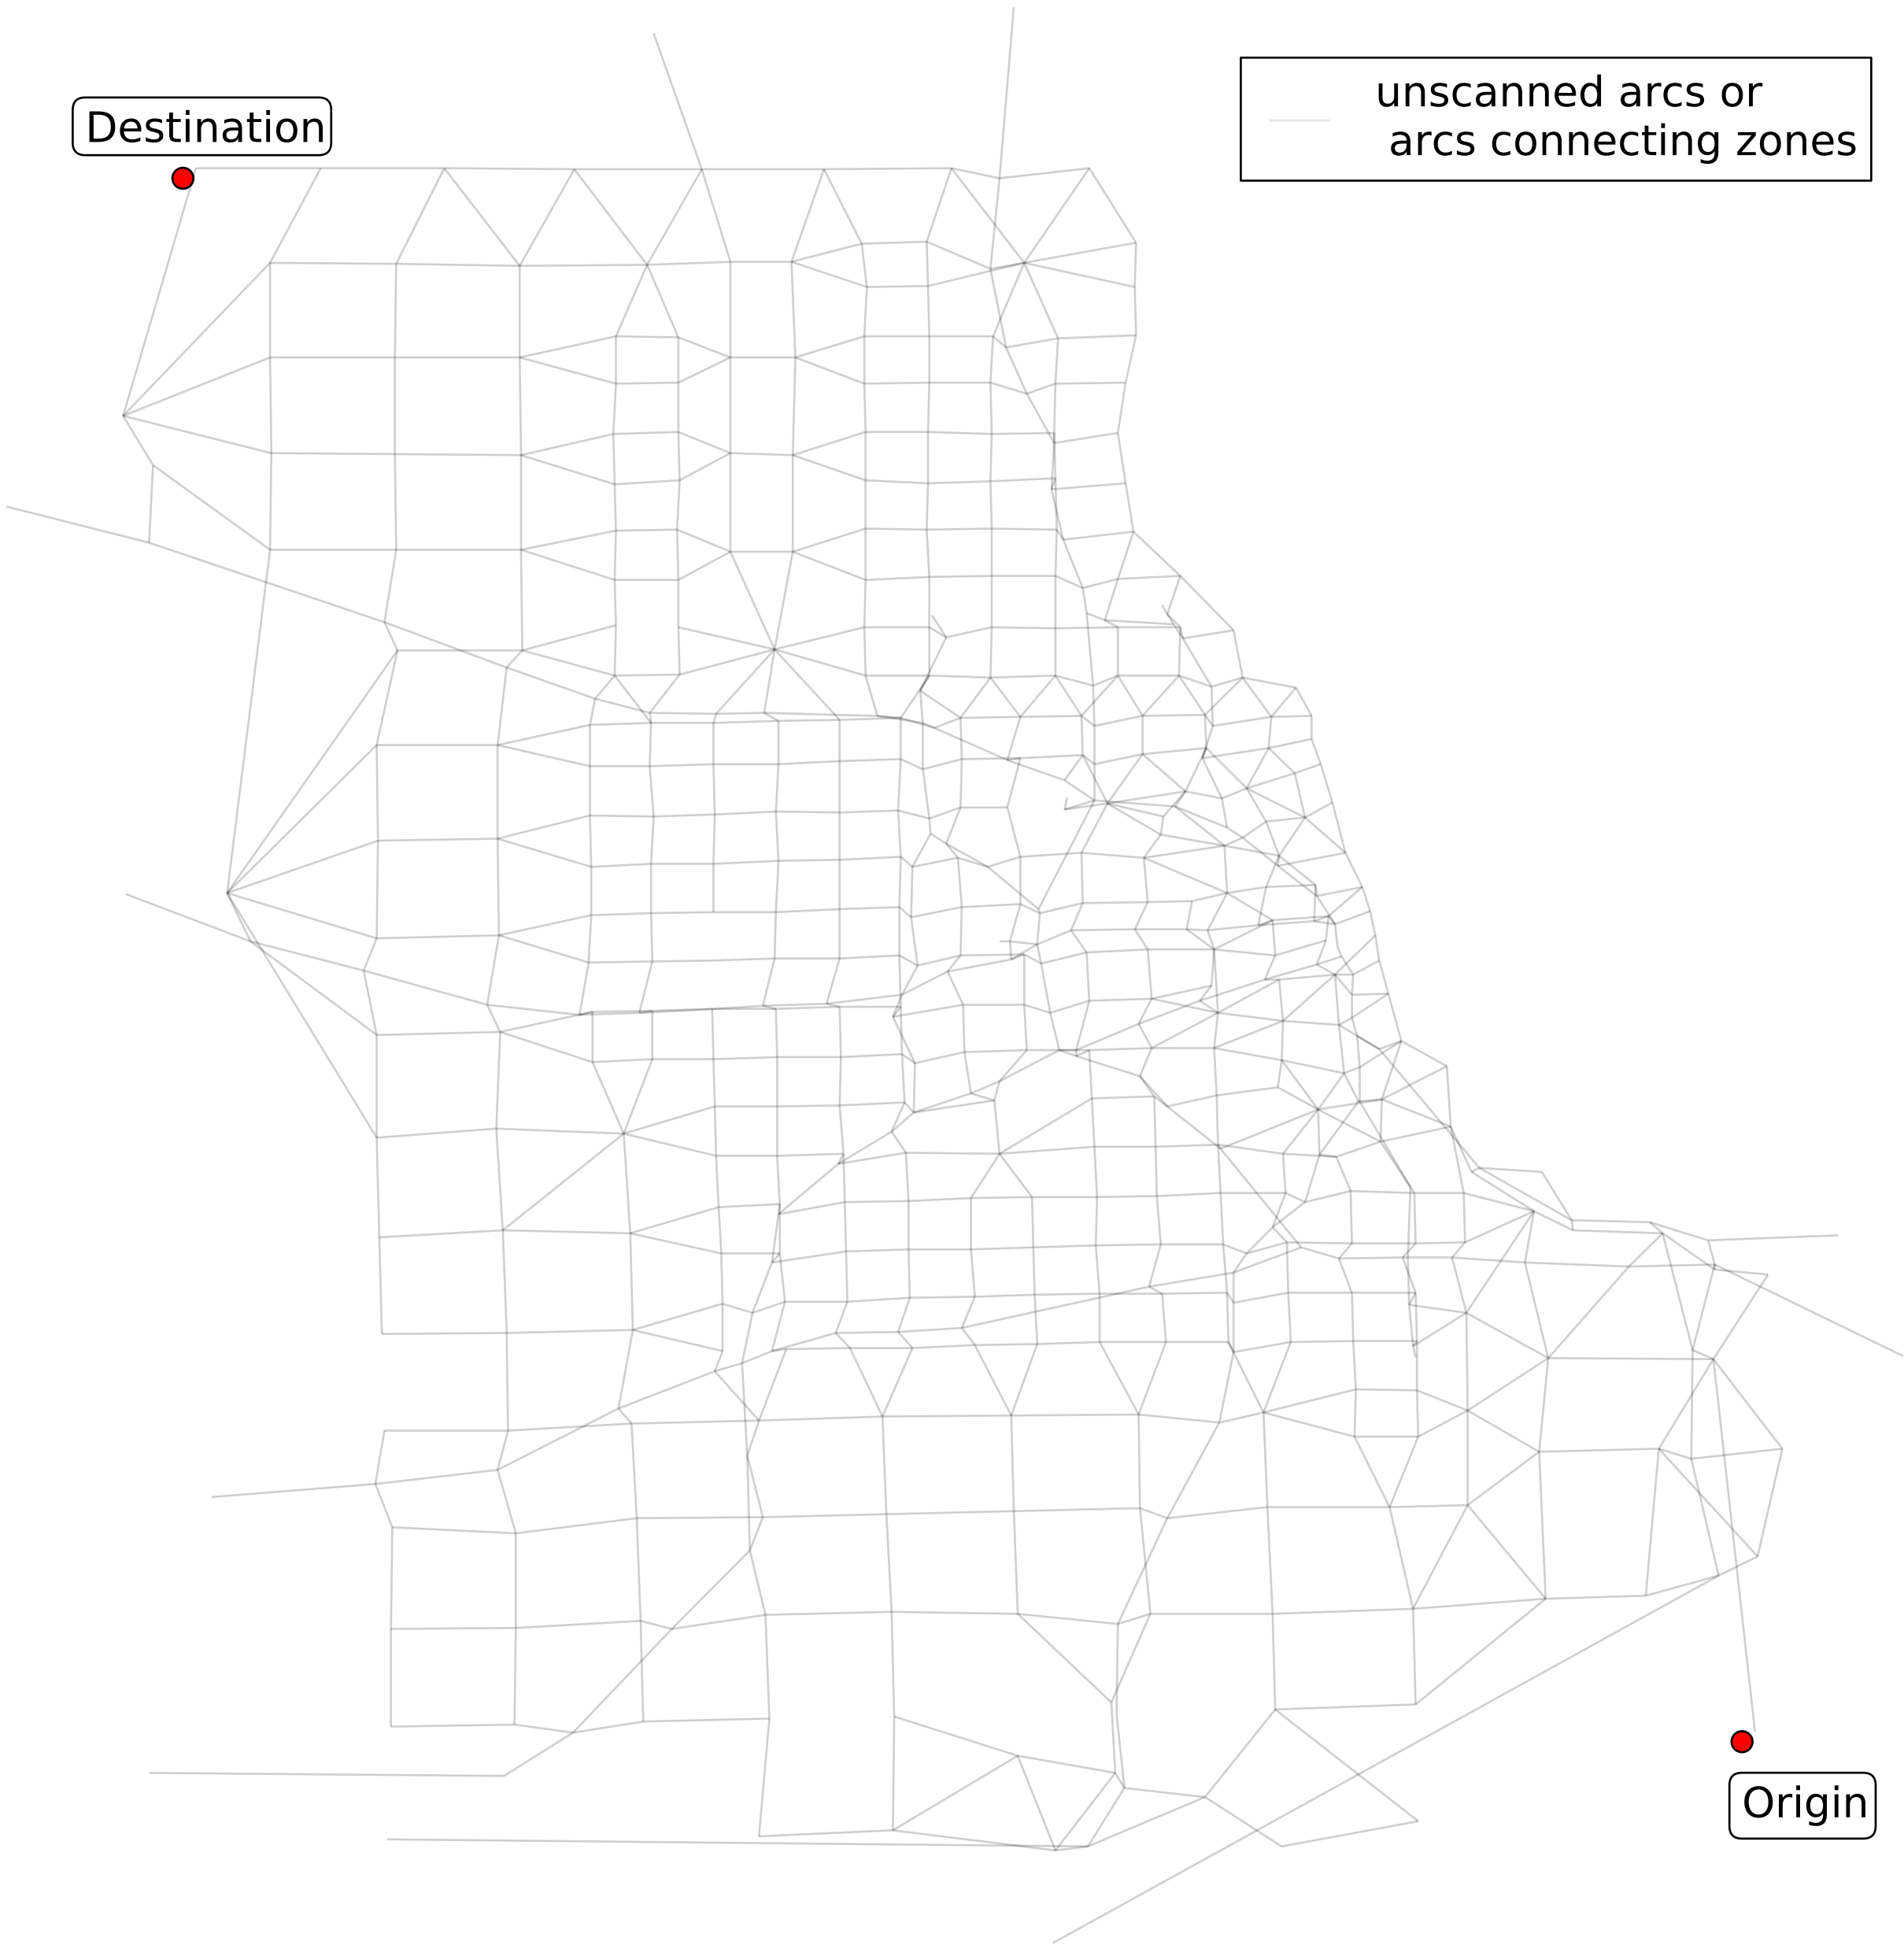 Destination
unscanned arcs or
arcs connecting zones
Origin